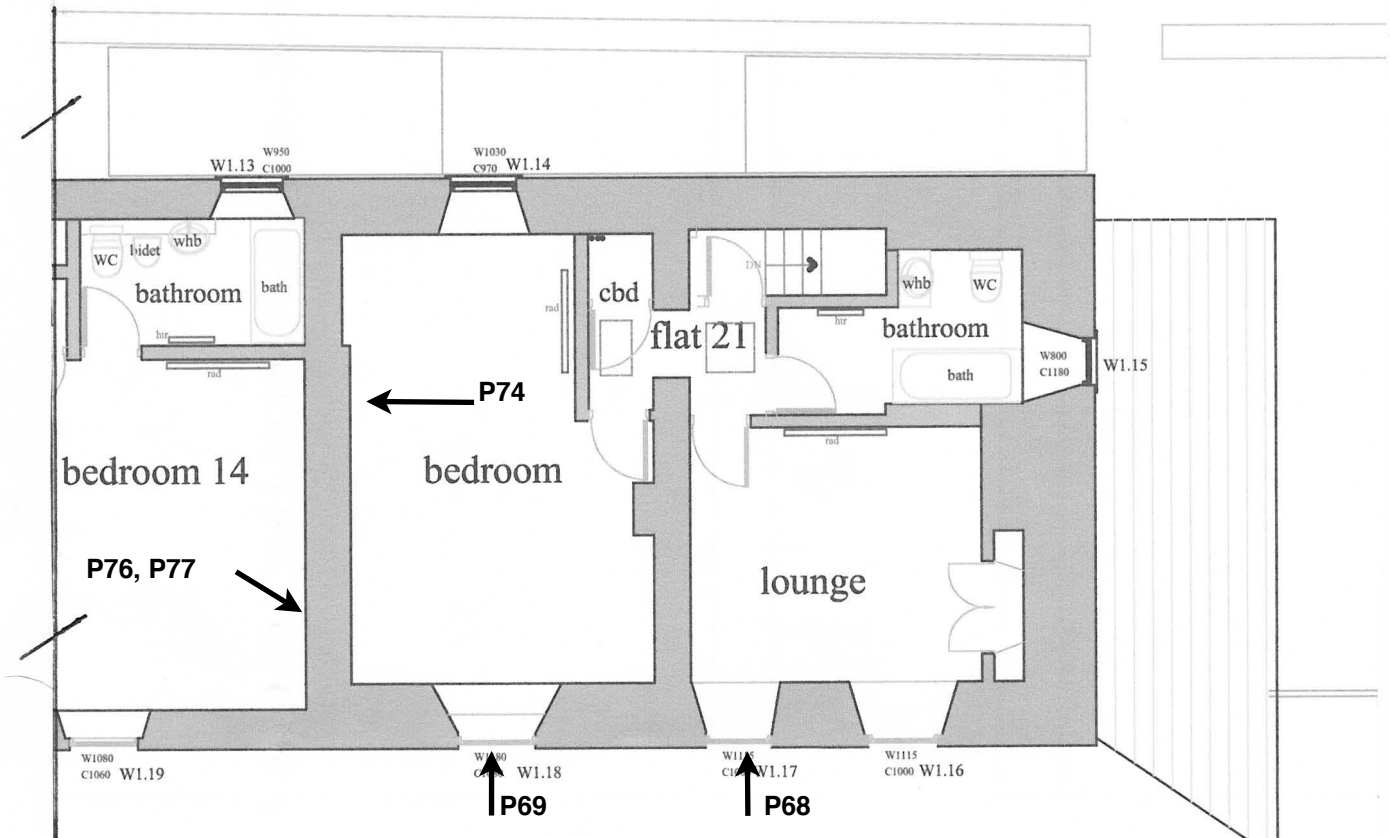 W1.13
W950
C1000
W1030
C970
W1.14
WC
bidet
whb
bathroom
bath
htr
rad
bedroom 14
P76, P77
rad
P74
bedroom
cbd
flat 21
DN
whb
WC
htr
bathroom
bath
W800
C1180
W1.15
rad
lounge
W1080
C1060
W1.19
W1.18
P69
W1.17
P68
W1115
C1000
W1.16